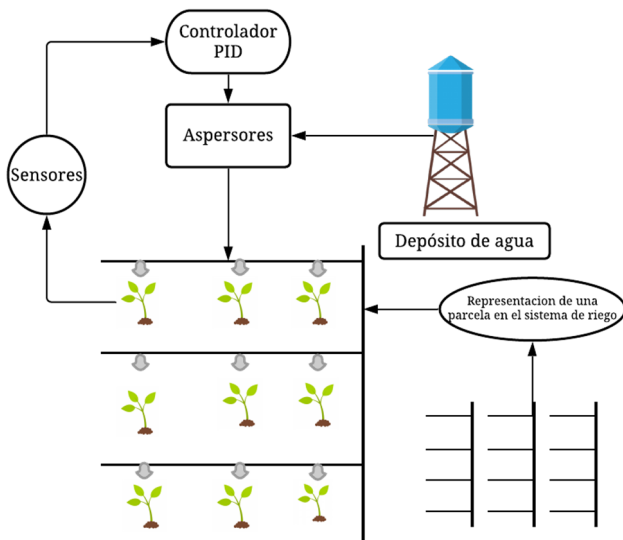 Controlador
PID
Aspersores
Sensores
Depósito de agua
Representacion de una
parcela en el sistema de riego